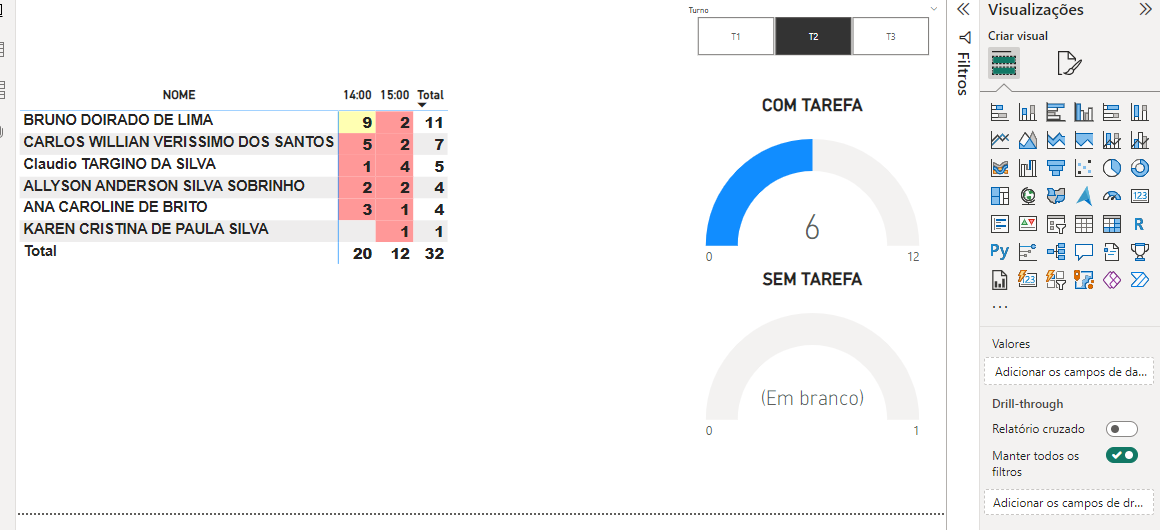 Turno
T1 T2 T3
NOME 14:00 15:00 Total
BRUNO DOIRADO DE LIMA 9 2 11
CARLOS WILLIAN VERISSIMO DOS SANTOS 5 2 7
Claudio TARGINO DA SILVA 1 4 5
ALLYSON ANDERSON SILVA SOBRINHO 2 2 4
ANA CAROLINE DE BRITO 3 1 4
KAREN CRISTINA DE PAULA SILVA 1 1
Total 20 12 32
COM TAREFA
6
0 12
SEM TAREFA
(Em branco)
0 1
Filtros
Visualizações
Criar visual
123
R
Py
123
...
Valores
Adicionar os campos de da...
Drill-through
Relatório cruzado
Manter todos os
filtros
Adicionar os campos de dr...